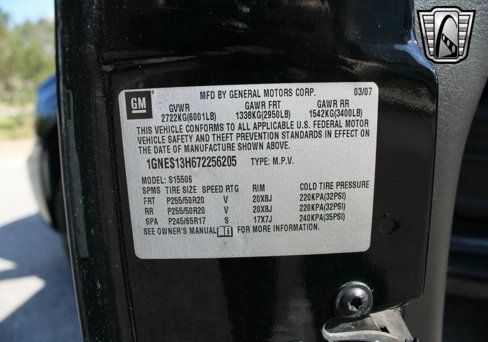 GM
MFD BY GENERAL MOTORS CORP. 03/07
GVWR GAWR FRT GAWR RR
2722KG(6001LB) 1338KG(2950LB) 1542KG(3400LB)
THIS VEHICLE CONFORMS TO ALL APPLICABLE U.S. FEDERAL MOTOR
VEHICLE SAFETY AND THEFT PREVENTION STANDARDS IN EFFECT ON
THE DATE OF MANUFACTURE SHOWN ABOVE.
1GNES13H672256205 TYPE: M.P.V.
MODEL: S15506
SPMS TIRE SIZE SPEED RTG RIM COLD TIRE PRESSURE
FRT P255/50R20 V 20X8J 220KPA(32PSI)
RR P255/50R20 V 20X8J 220KPA(32PSI)
SPA P245/65R17 S 17X7J 240KPA(35PSI)
SEE OWNER'S MANUAL FOR MORE INFORMATION.